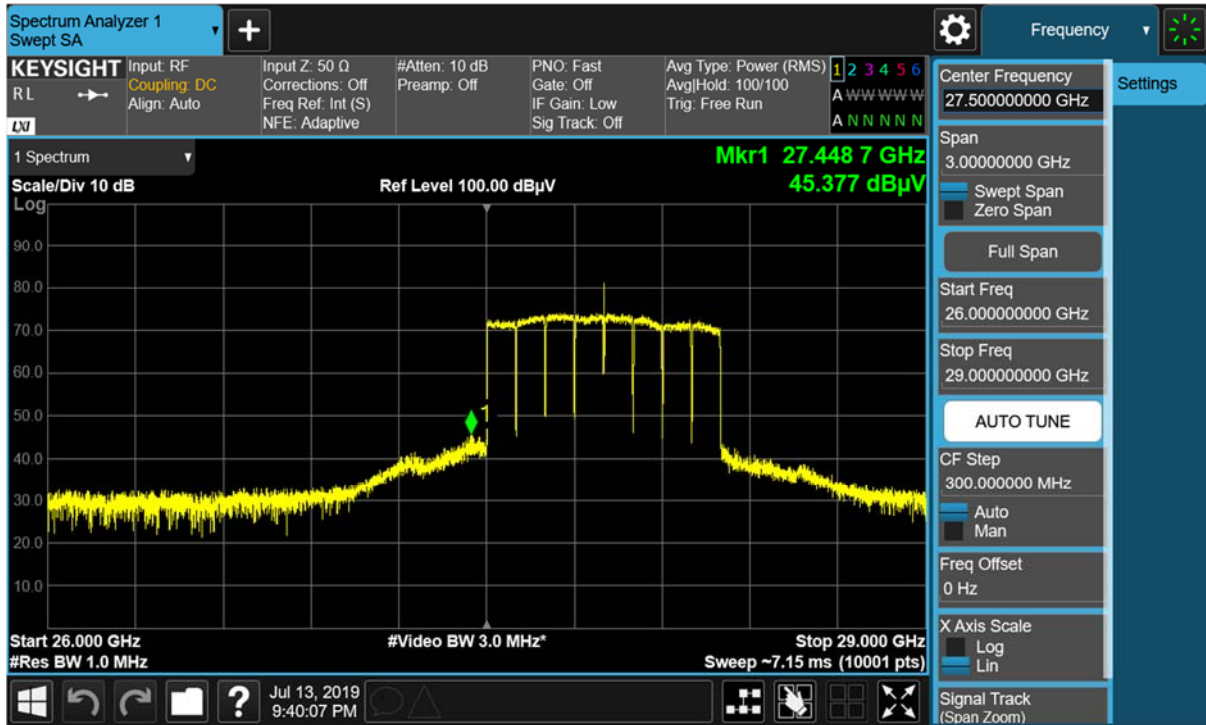 Spectrum Analyzer 1
Swept SA
+
Frequency
KEYSIGHT
RL
LXI
Input: RF
Coupling: DC
Align: Auto
Input Z: 50 Ω
Corrections: Off
Freq Ref: Int (S)
NFE: Adaptive
#Atten: 10 dB
Preamp: Off
PNO: Fast
Gate: Off
IF Gain: Low
Sig Track: Off
Avg Type: Power (RMS)
Avg|Hold: 100/100
Trig: Free Run
1 2 3 4 5 6
A W W W W W
A N N N N N
1 Spectrum
Scale/Div 10 dB
Ref Level 100.00 dBµV
Mkr1 27.448 7 GHz
45.377 dBµV
Log
90.0
80.0
70.0
60.0
50.0
40.0
30.0
20.0
10.0
1
Start 26.000 GHz
#Res BW 1.0 MHz
#Video BW 3.0 MHz*
Stop 29.000 GHz
Sweep ~7.15 ms (10001 pts)
Center Frequency
27.500000000 GHz
Settings
Span
3.00000000 GHz
Swept Span
Zero Span
Full Span
Start Freq
26.000000000 GHz
Stop Freq
29.000000000 GHz
AUTO TUNE
CF Step
300.000000 MHz
Auto
Man
Freq Offset
0 Hz
X Axis Scale
Log
Lin
Signal Track
(Span Zoom)
?
Jul 13, 2019
9:40:07 PM